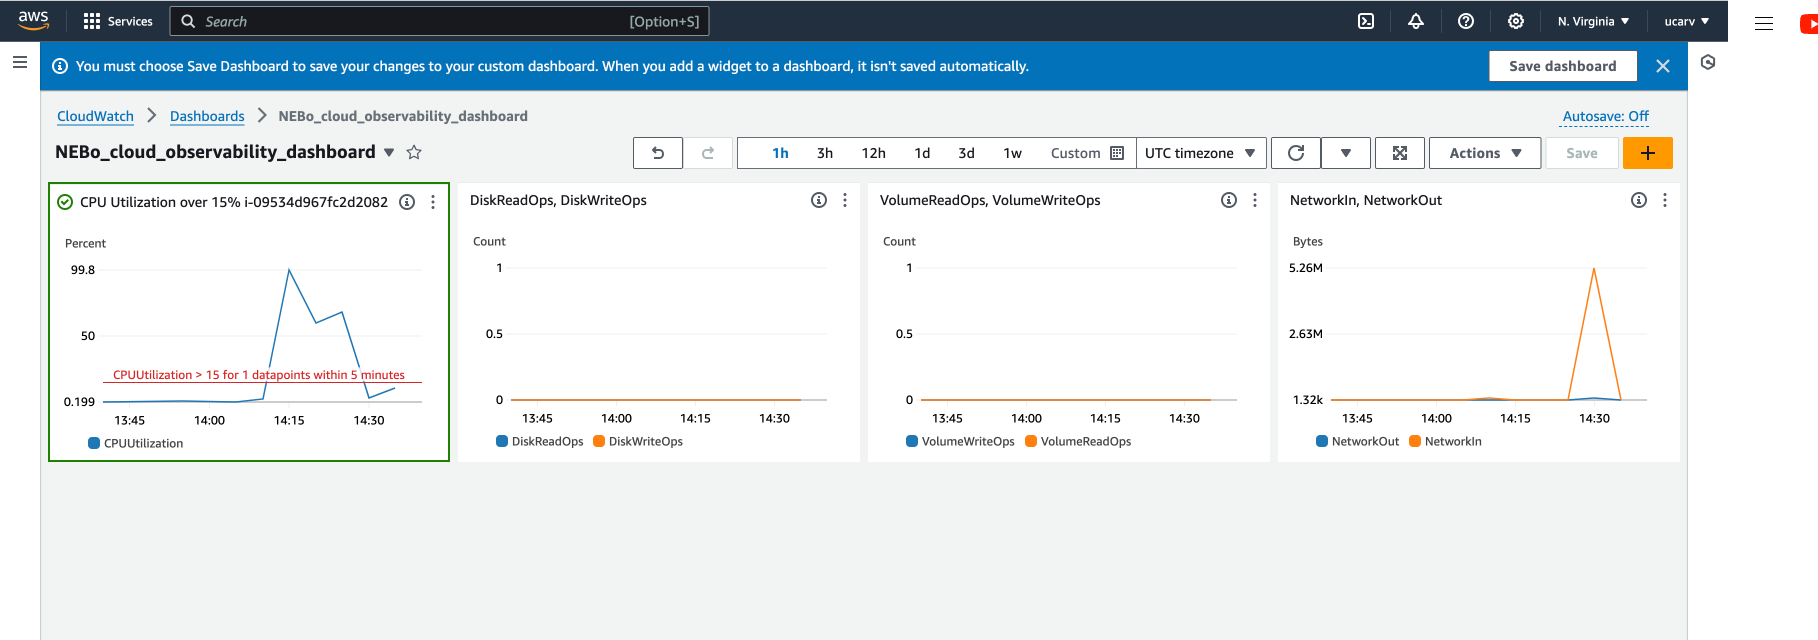 aws
Services
Search
[Option+S]
N. Virginia
ucarv
You must choose Save Dashboard to save your changes to your custom dashboard. When you add a widget to a dashboard, it isn't saved automatically.
Save dashboard
CloudWatch
Dashboards
NEBo_cloud_observability_dashboard
Autosave: Off
NEBo_cloud_observability_dashboard
1h
3h
12h
1d
3d
1w
Custom
UTC timezone
Actions
Save
CPU Utilization over 15% i-09534d967fc2d2082
Percent
99.8
50
CPUUtilization > 15 for 1 datapoints within 5 minutes
0.199
13:45 14:00 14:15 14:30
CPUUtilization
DiskReadOps, DiskWriteOps
Count
1
0.5
0
13:45 14:00 14:15 14:30
DiskReadOps DiskWriteOps
VolumeReadOps, VolumeWriteOps
Count
1
0.5
0
13:45 14:00 14:15 14:30
VolumeWriteOps VolumeReadOps
NetworkIn, NetworkOut
Bytes
5.26M
2.63M
1.32k
13:45 14:00 14:15 14:30
NetworkOut NetworkIn